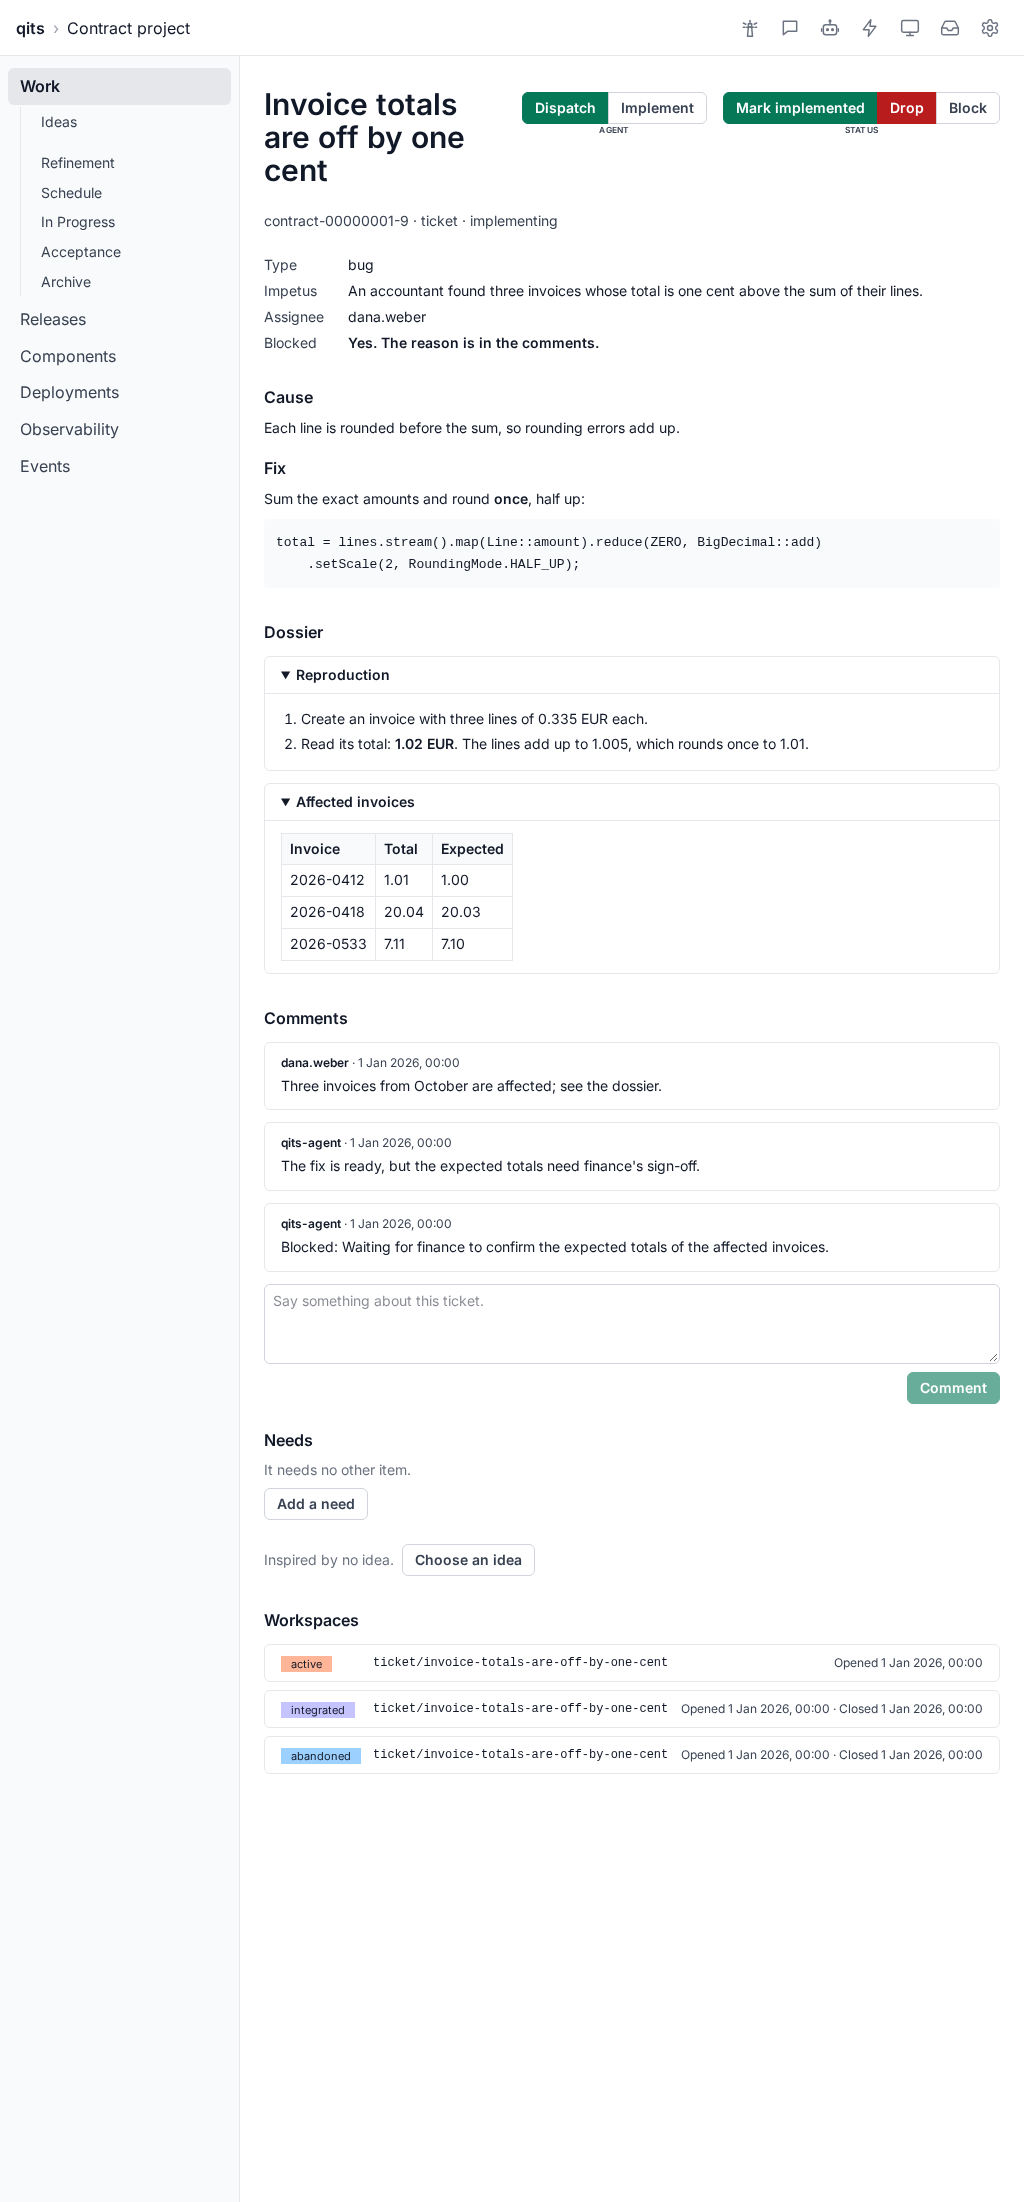 qits › Contract project
Work
Ideas
Refinement
Schedule
In Progress
Acceptance
Archive
Releases
Components
Deployments
Observability
Events
Invoice totals
are off by one
cent
Dispatch
Implement
AGENT
Mark implemented
Drop
Block
STATUS
contract-00000001-9 · ticket · implementing
Type bug
Impetus An accountant found three invoices whose total is one cent above the sum of their lines.
Assignee dana.weber
Blocked Yes. The reason is in the comments.
Cause
Each line is rounded before the sum, so rounding errors add up.
Fix
Sum the exact amounts and round once, half up:
total = lines.stream().map(Line::amount).reduce(ZERO, BigDecimal::add)
.setScale(2, RoundingMode.HALF_UP);
Dossier
▼ Reproduction
1. Create an invoice with three lines of 0.335 EUR each.
2. Read its total: 1.02 EUR. The lines add up to 1.005, which rounds once to 1.01.
▼ Affected invoices
Invoice Total Expected
2026-0412 1.01 1.00
2026-0418 20.04 20.03
2026-0533 7.11 7.10
Comments
dana.weber · 1 Jan 2026, 00:00
Three invoices from October are affected; see the dossier.
qits-agent · 1 Jan 2026, 00:00
The fix is ready, but the expected totals need finance's sign-off.
qits-agent · 1 Jan 2026, 00:00
Blocked: Waiting for finance to confirm the expected totals of the affected invoices.
Say something about this ticket.
Comment
Needs
It needs no other item.
Add a need
Inspired by no idea. Choose an idea
Workspaces
active ticket/invoice-totals-are-off-by-one-cent Opened 1 Jan 2026, 00:00
integrated ticket/invoice-totals-are-off-by-one-cent Opened 1 Jan 2026, 00:00 · Closed 1 Jan 2026, 00:00
abandoned ticket/invoice-totals-are-off-by-one-cent Opened 1 Jan 2026, 00:00 · Closed 1 Jan 2026, 00:00